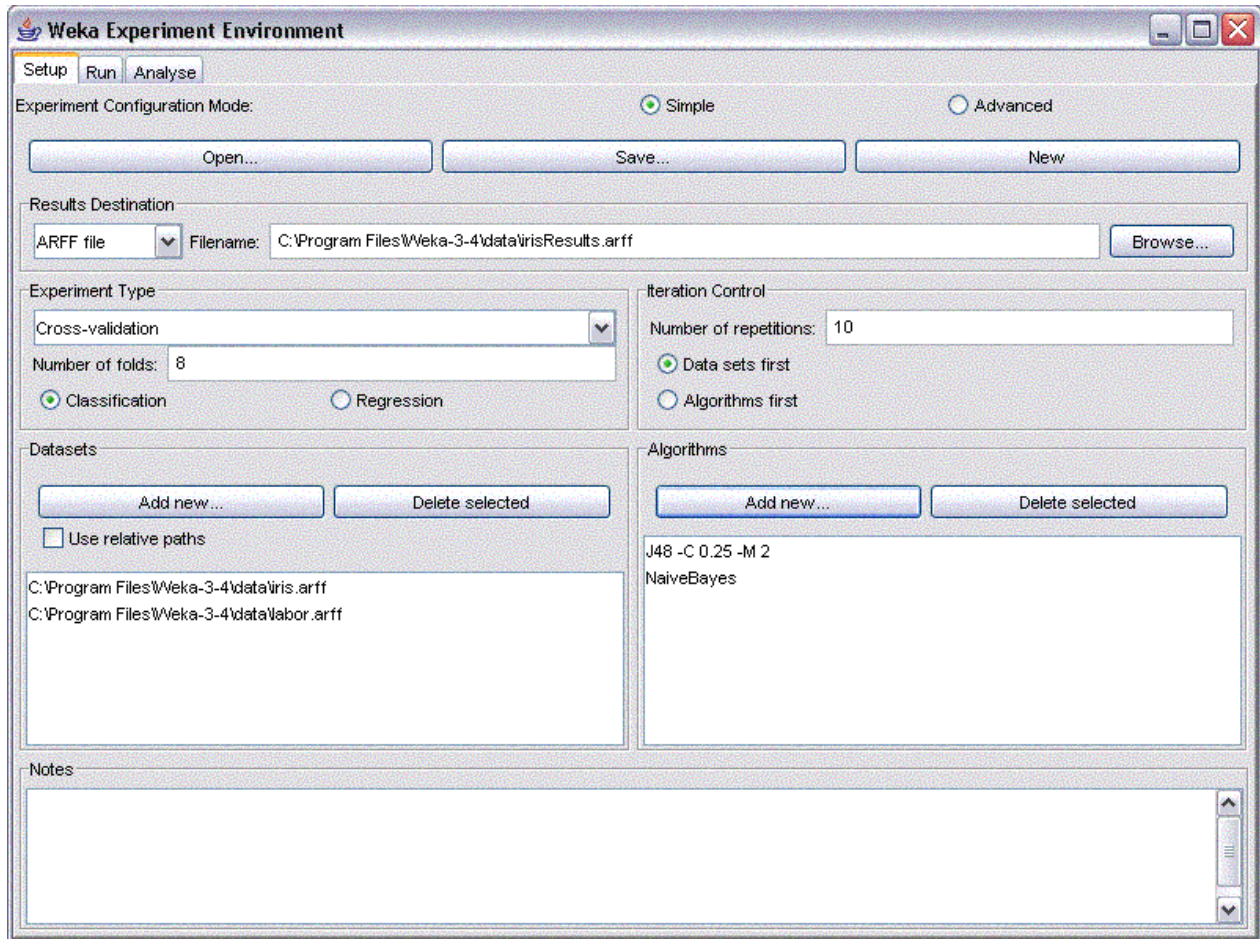 Weka Experiment Environment
Setup Run Analyse
Experiment Configuration Mode: Simple Advanced
Open... Save... New
Results Destination
ARFF file Filename: C:\Program Files\Weka-3-4\data\irisResults.arff Browse...
Experiment Type
Cross-validation
Number of folds: 8
Classification Regression
Iteration Control
Number of repetitions: 10
Data sets first
Algorithms first
Datasets
Add new... Delete selected
Use relative paths
C:\Program Files\Weka-3-4\data\iris.arff
C:\Program Files\Weka-3-4\data\labor.arff
Algorithms
Add new... Delete selected
J48 -C 0.25 -M 2
NaiveBayes
Notes